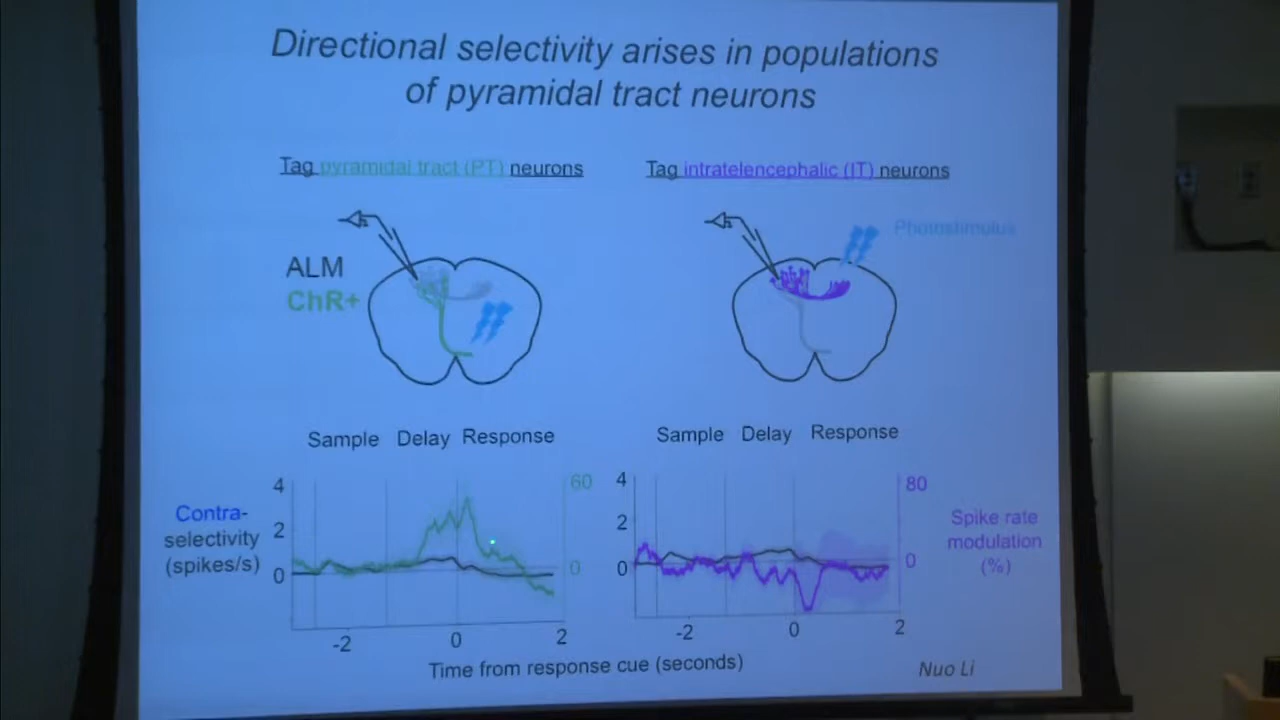 Directional selectivity arises in populations
of pyramidal tract neurons
Tag pyramidal tract (PT) neurons
Tag intratelencephalic (IT) neurons
Photostimulus
ALM
ChR+
Sample Delay Response
Sample Delay Response
4
2
0
60
0
4
2
0
80
0
Contra-
selectivity
(spikes/s)
Spike rate
modulation
(%)
-2 0 2
-2 0 2
Time from response cue (seconds)
Nuo Li